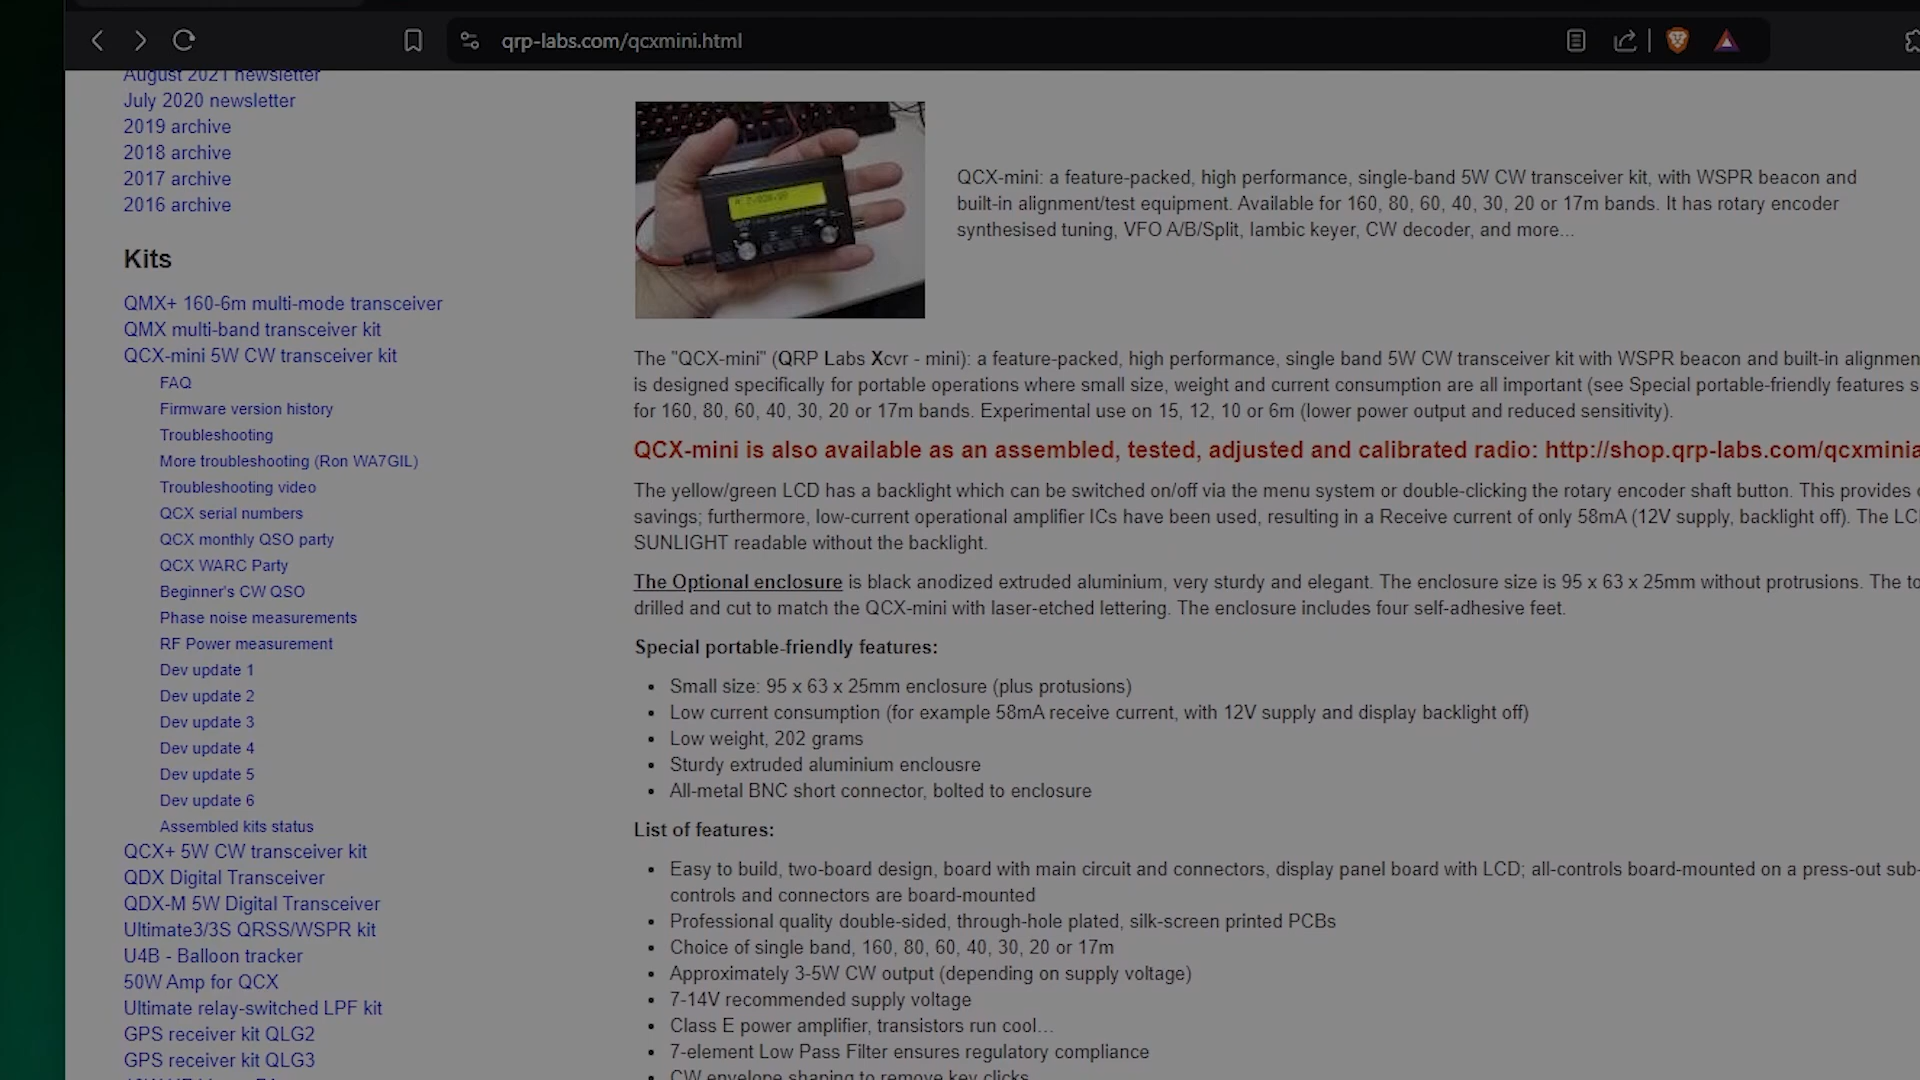 qrp-labs.com/qcxmini.html
August 2021 newsletter
July 2020 newsletter
2019 archive
2018 archive
2017 archive
2016 archive
Kits
QMX+ 160-6m multi-mode transceiver
QMX multi-band transceiver kit
QCX-mini 5W CW transceiver kit
FAQ
Firmware version history
Troubleshooting
More troubleshooting (Ron WA7GIL)
Troubleshooting video
QCX serial numbers
QCX monthly QSO party
QCX WARC Party
Beginner's CW QSO
Phase noise measurements
RF Power measurement
Dev update 1
Dev update 2
Dev update 3
Dev update 4
Dev update 5
Dev update 6
Assembled kits status
QCX+ 5W CW transceiver kit
QDX Digital Transceiver
QDX-M 5W Digital Transceiver
Ultimate3/3S QRSS/WSPR kit
U4B - Balloon tracker
50W Amp for QCX
Ultimate relay-switched LPF kit
GPS receiver kit QLG2
GPS receiver kit QLG3
QCX-mini: a feature-packed, high performance, single-band 5W CW transceiver kit, with WSPR beacon and
built-in alignment/test equipment. Available for 160, 80, 60, 40, 30, 20 or 17m bands. It has rotary encoder
synthesised tuning, VFO A/B/Split, Iambic keyer, CW decoder, and more...
The "QCX-mini" (QRP Labs Xcvr - mini): a feature-packed, high performance, single band 5W CW transceiver kit with WSPR beacon and built-in alignmen
is designed specifically for portable operations where small size, weight and current consumption are all important (see Special portable-friendly features s
for 160, 80, 60, 40, 30, 20 or 17m bands. Experimental use on 15, 12, 10 or 6m (lower power output and reduced sensitivity).
QCX-mini is also available as an assembled, tested, adjusted and calibrated radio: http://shop.qrp-labs.com/qcxminia
The yellow/green LCD has a backlight which can be switched on/off via the menu system or double-clicking the rotary encoder shaft button. This provides
savings; furthermore, low-current operational amplifier ICs have been used, resulting in a Receive current of only 58mA (12V supply, backlight off). The LC
SUNLIGHT readable without the backlight.
The Optional enclosure is black anodized extruded aluminium, very sturdy and elegant. The enclosure size is 95 x 63 x 25mm without protrusions. The to
drilled and cut to match the QCX-mini with laser-etched lettering. The enclosure includes four self-adhesive feet.
Special portable-friendly features:
• Small size: 95 x 63 x 25mm enclosure (plus protusions)
• Low current consumption (for example 58mA receive current, with 12V supply and display backlight off)
• Low weight, 202 grams
• Sturdy extruded aluminium enclousre
• All-metal BNC short connector, bolted to enclosure
List of features:
• Easy to build, two-board design, board with main circuit and connectors, display panel board with LCD; all-controls board-mounted on a press-out sub-
controls and connectors are board-mounted
• Professional quality double-sided, through-hole plated, silk-screen printed PCBs
• Choice of single band, 160, 80, 60, 40, 30, 20 or 17m
• Approximately 3-5W CW output (depending on supply voltage)
• 7-14V recommended supply voltage
• Class E power amplifier, transistors run cool...
• 7-element Low Pass Filter ensures regulatory compliance
• CW envelope shaping to remove key clicks